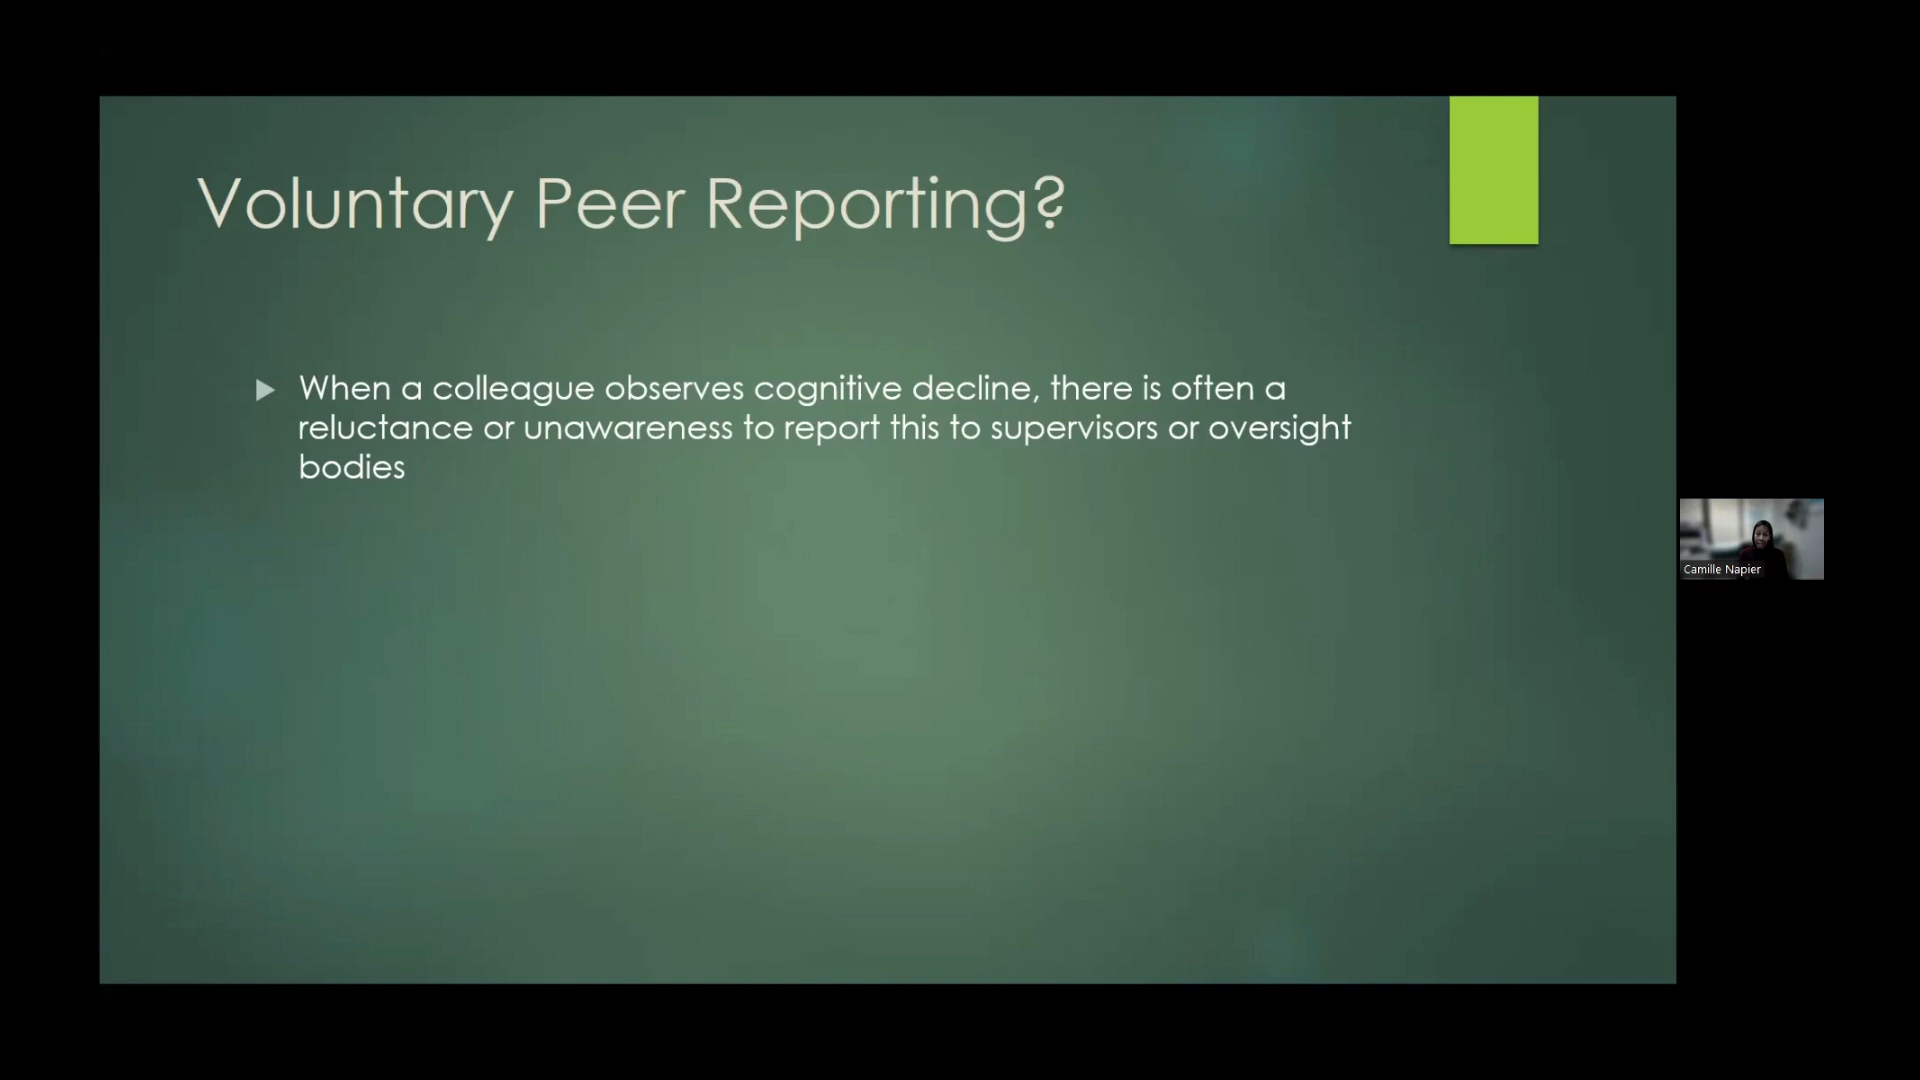 Voluntary Peer Reporting?
When a colleague observes cognitive decline, there is often a
reluctance or unawareness to report this to supervisors or oversight
bodies
Camille Napier